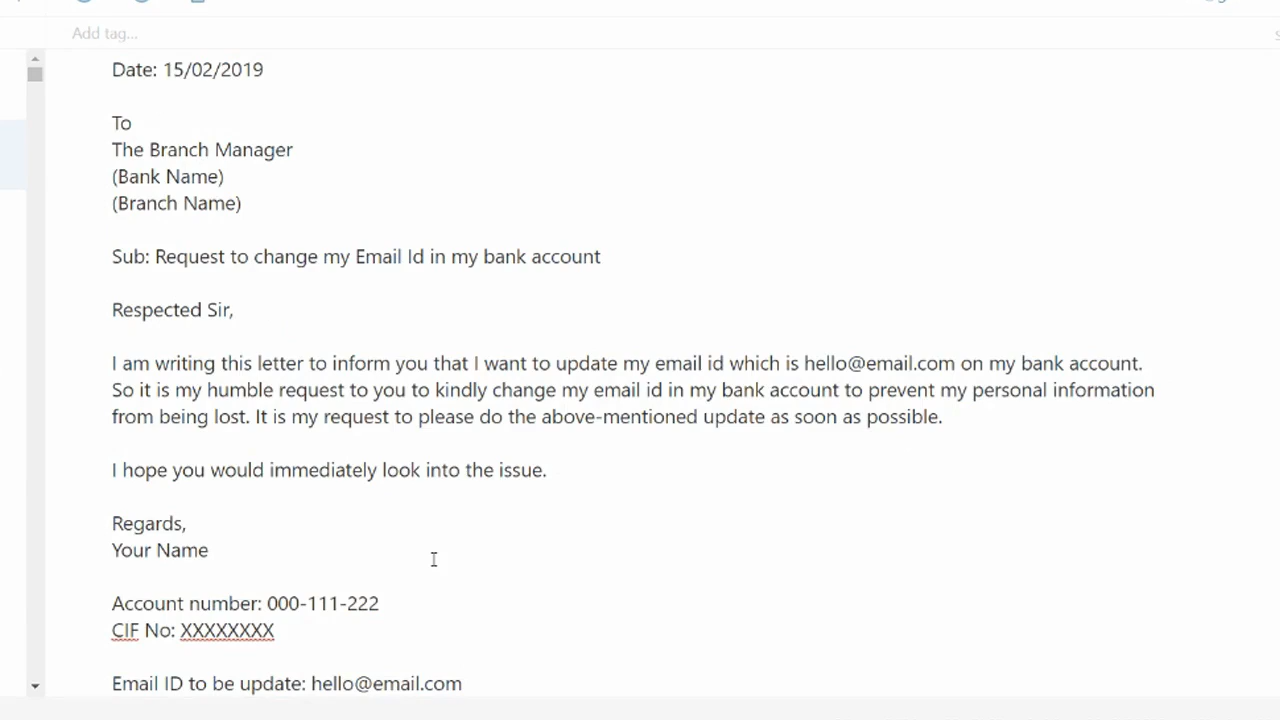 Add tag...
Date: 15/02/2019
To
The Branch Manager
(Bank Name)
(Branch Name)
Sub: Request to change my Email Id in my bank account
Respected Sir,
I am writing this letter to inform you that I want to update my email id which is hello@email.com on my bank account.
So it is my humble request to you to kindly change my email id in my bank account to prevent my personal information
from being lost. It is my request to please do the above-mentioned update as soon as possible.
I hope you would immediately look into the issue.
Regards,
Your Name
Account number: 000-111-222
CIF No: XXXXXXXX
Email ID to be update: hello@email.com